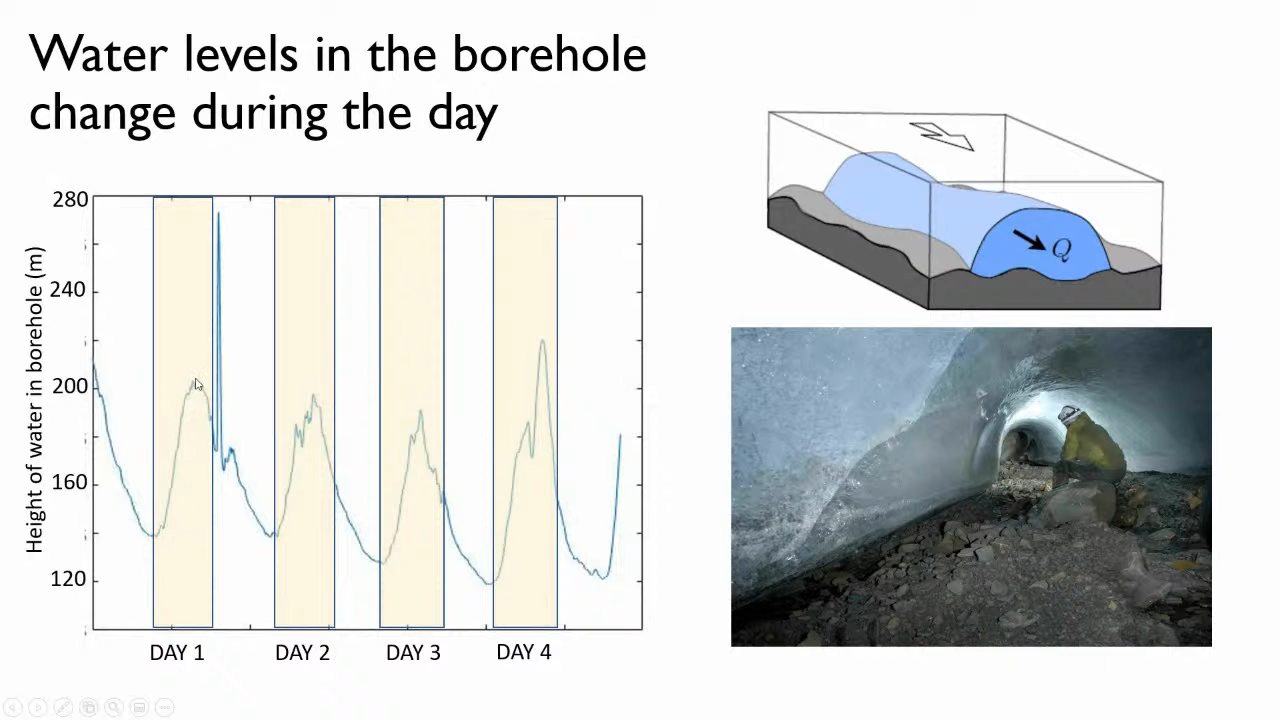 Water levels in the borehole
change during the day
Height of water in borehole (m)
280
240
200
160
120
DAY 1
DAY 2
DAY 3
DAY 4
Q